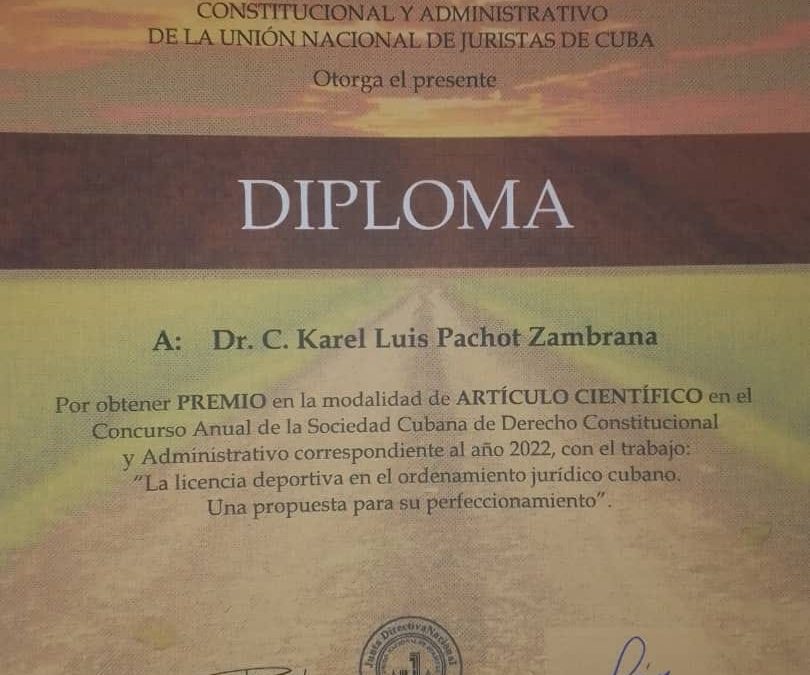 CONSTITUCIONAL Y ADMINISTRATIVO
DE LA UNIÓN NACIONAL DE JURISTAS DE CUBA
Otorga el presente
DIPLOMA
A: Dr. C. Karel Luis Pachot Zambrana
Por obtener PREMIO en la modalidad de ARTÍCULO CIENTÍFICO en el
Concurso Anual de la Sociedad Cubana de Derecho Constitucional
y Administrativo correspondiente al año 2022, con el trabajo:
"La licencia deportiva en el ordenamiento jurídico cubano.
Una propuesta para su perfeccionamiento".
Junta Directiva Nacional